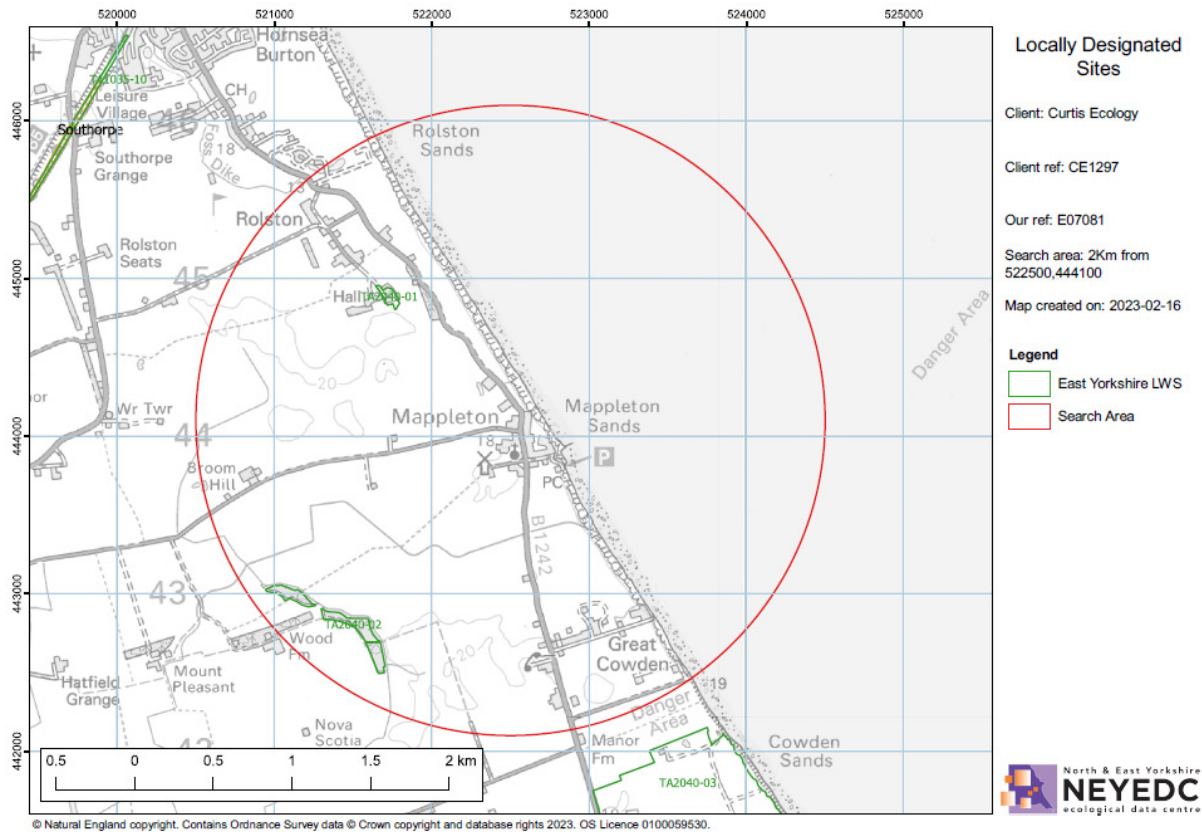 520000 521000 522000 523000 524000 525000
446000
445000
444000
443000
442000
Hornsea
Burton
TA1035-10
Leisure
Village
CH
46
Southorpe
Southorpe
Grange
Foss Dike
18
13
Rolston
Sands
Rolston
Rolston
Seats
45
Hall
TA2040-01
20
Danger Area
Wr Twr
Mappleton
Mappleton
Sands
44
18
P
PC
Broom
Hill
B1242
43
TA2040-02
Wood
Fm
Great
Cowden
20
Mount
Pleasant
Hatfield
Grange
19
Danger
Area
Nova
Scotia
Manor
Fm
Cowden
Sands
TA2040-03
0.5 0 0.5 1 1.5 2 km
© Natural England copyright. Contains Ordnance Survey data © Crown copyright and database rights 2023. OS Licence 0100059530.
Locally Designated
Sites
Client: Curtis Ecology
Client ref: CE1297
Our ref: E07081
Search area: 2Km from
522500,444100
Map created on: 2023-02-16
Legend
East Yorkshire LWS
Search Area
North & East Yorkshire
NEYEDC
ecological data centre